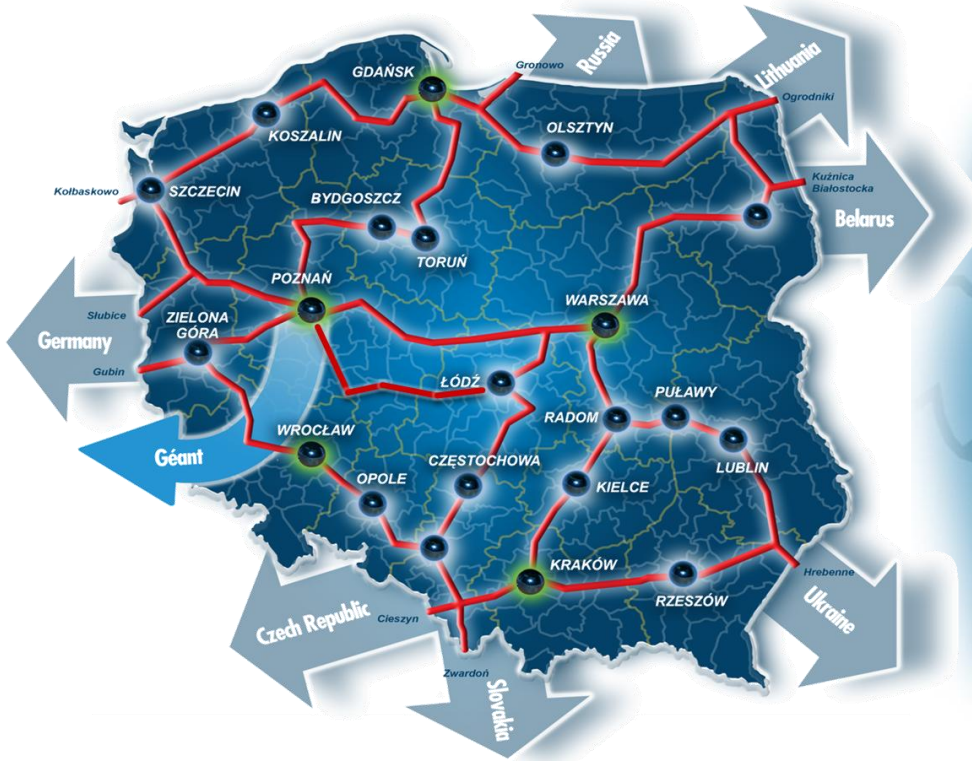 Russia
Lithuania
Gronowo
GDAŃSK
Ogrodniki
KOSZALIN
OLSZTYN
Kuźnica
Białostocka
Kołbaskowo
SZCZECIN
BYDGOSZCZ
Belarus
TORUŃ
POZNAŃ
WARSZAWA
Słubice
ZIELONA
GÓRA
Germany
Gubin
ŁÓDŹ
PUŁAWY
RADOM
WROCŁAW
Géant
CZĘSTOCHOWA
LUBLIN
OPOLE
KIELCE
KRAKÓW
Hrebenne
RZESZÓW
Ukraine
Cieszyn
Czech Republic
Zwardoń
Slovakia